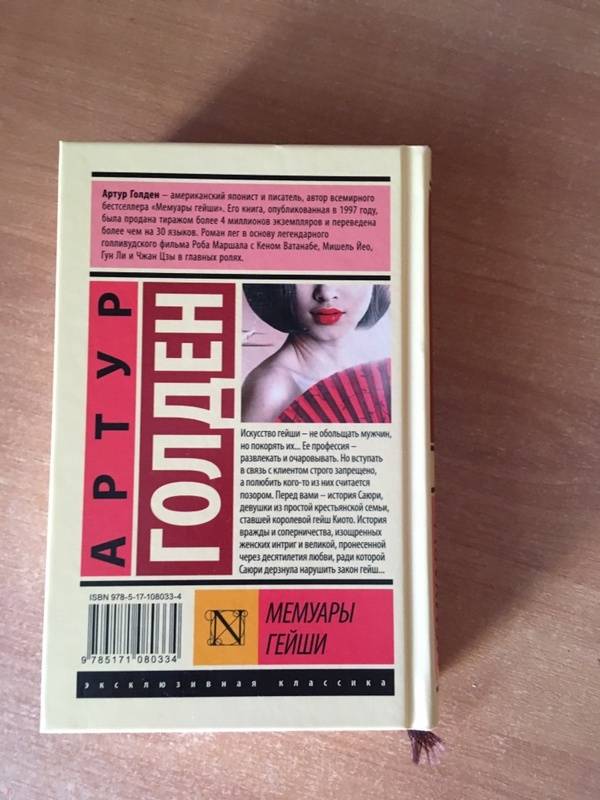 Артур Голден – американский японист и писатель, автор всемирного
бестселлера «Мемуары гейши». Его книга, опубликованная в 1997 году,
была продана тиражом более 4 миллионов экземпляров и переведена
более чем на 30 языков. Роман лег в основу легендарного
голливудского фильма Роба Маршала с Кеном Ватанабе, Мишель Йео,
Гун Ли и Чжан Цзы в главных ролях.
АРТУР
ГОЛДЕН
Искусство гейши – не обольщать мужчин,
но покорять их... Ее профессия –
развлекать и очаровывать. Но вступать
в связь с клиентом строго запрещено,
а полюбить кого-то из них считается
позором. Перед вами – история Саюри,
девушки из простой крестьянской семьи,
ставшей королевой гейш Киото. История
вражды и соперничества, изощренных
женских интриг и великой, пронесенной
через десятилетия любви, ради которой
Саюри дерзнула нарушить закон гейш...
ISBN 978-5-17-108033-4
9 785171 080334
N
МЕМУАРЫ
ГЕЙШИ
эксклюзивная классика